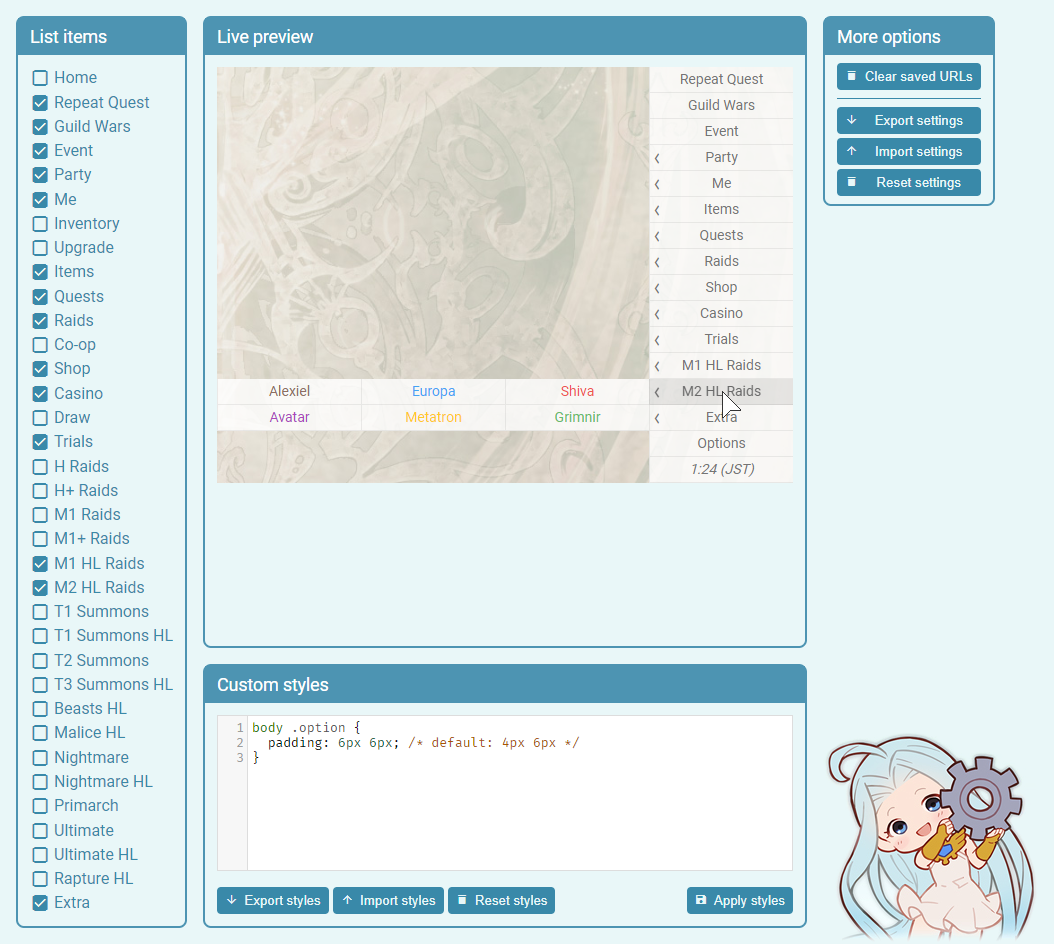 List items
Home
Repeat Quest
Guild Wars
Event
Party
Me
Inventory
Upgrade
Items
Quests
Raids
Co-op
Shop
Casino
Draw
Trials
H Raids
H+ Raids
M1 Raids
M1+ Raids
M1 HL Raids
M2 HL Raids
T1 Summons
T1 Summons HL
T2 Summons
T3 Summons HL
Beasts HL
Malice HL
Nightmare
Nightmare HL
Primarch
Ultimate
Ultimate HL
Rapture HL
Extra
Live preview
Repeat Quest
Guild Wars
Event
Party
Me
Items
Quests
Raids
Shop
Casino
Trials
M1 HL Raids
Alexiel Europa Shiva M2 HL Raids
Avatar Metatron Grimnir Extra
Options
1:24 (JST)
Custom styles
1 body .option {
2 padding: 6px 6px; /* default: 4px 6px */
3 }
Export styles Import styles Reset styles Apply styles
More options
Clear saved URLs
Export settings
Import settings
Reset settings